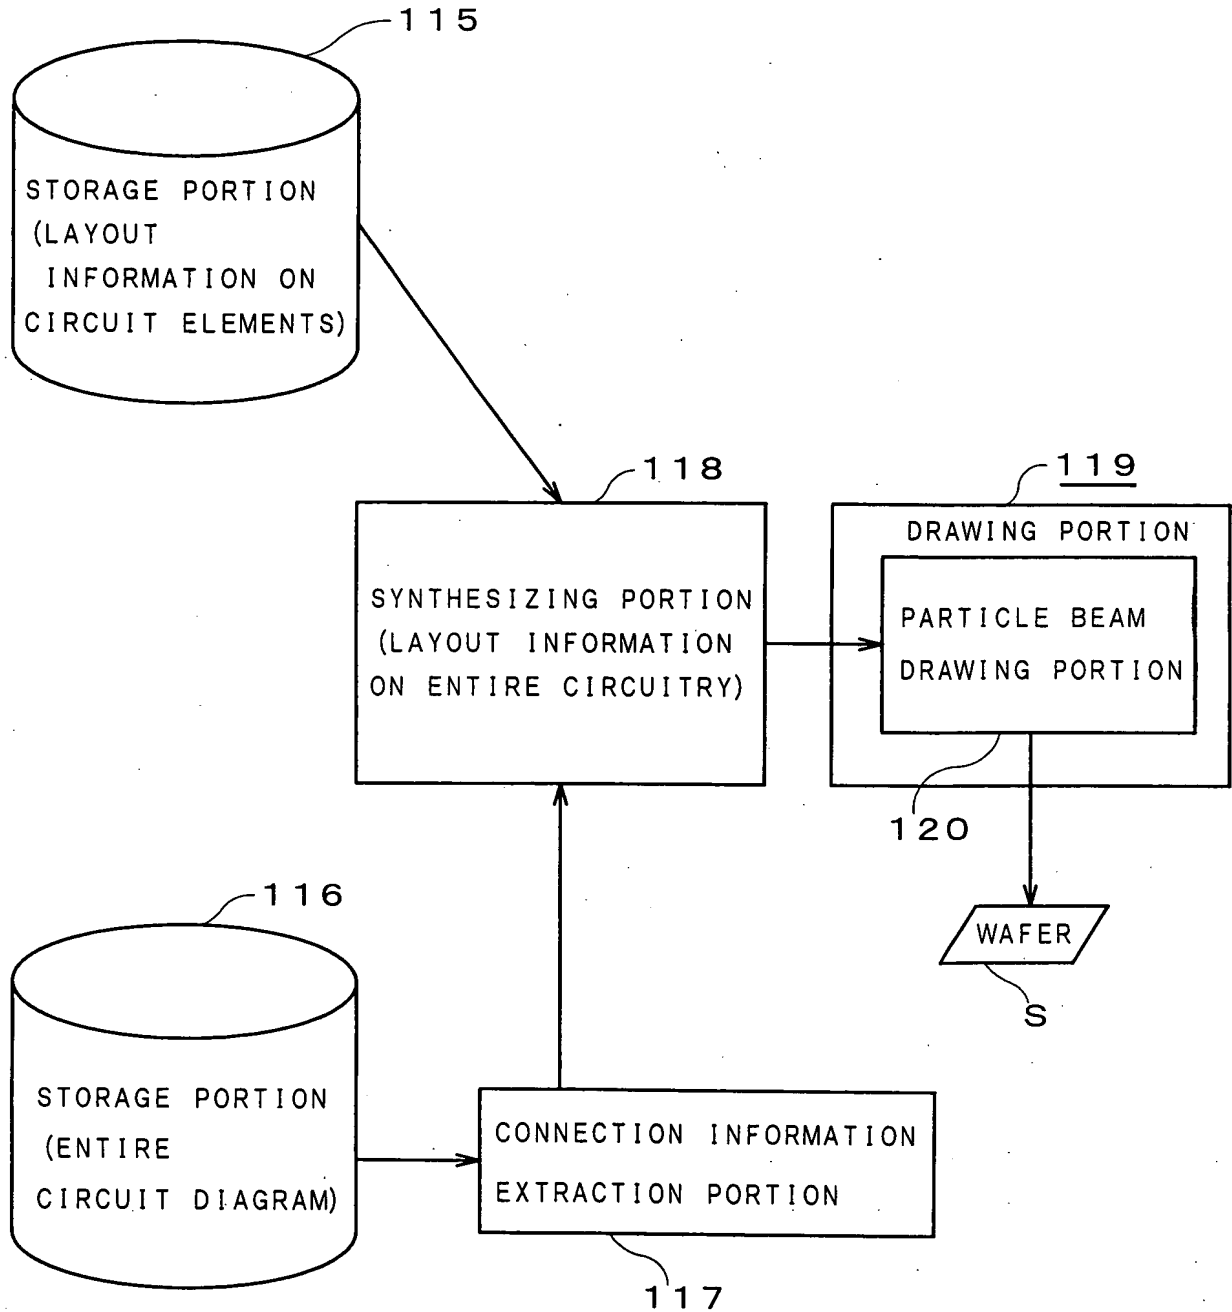 115
STORAGE PORTION
(LAYOUT
INFORMATION ON
CIRCUIT ELEMENTS)
118
SYNTHESIZING PORTION
(LAYOUT INFORMATION
ON ENTIRE CIRCUITRY)
119
DRAWING PORTION
PARTICLE BEAM
DRAWING PORTION
120
WAFER
S
116
STORAGE PORTION
(ENTIRE
CIRCUIT DIAGRAM)
CONNECTION INFORMATION
EXTRACTION PORTION
117